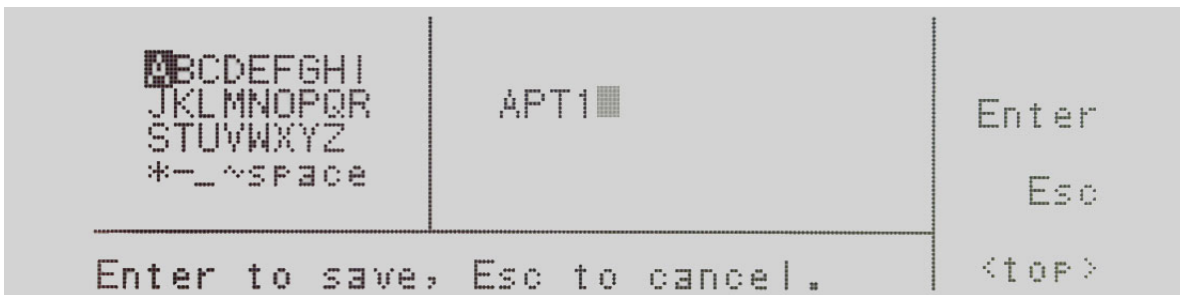 ABCDEFGHI
JKLMNOPQR
STUVWXYZ
*-_~space
APT1
Enter
Esc
<top>
Enter to save, Esc to cancel.